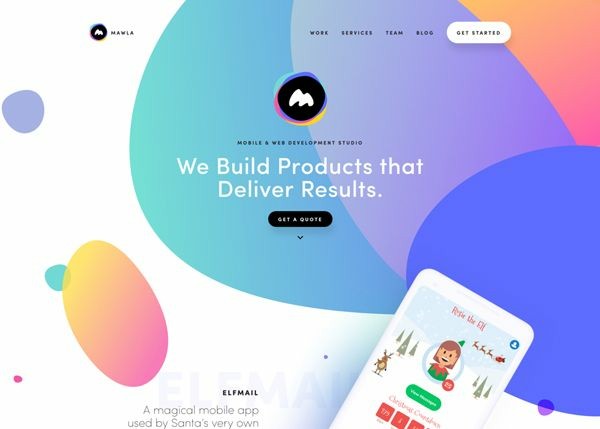 MAWLA
WORK SERVICES TEAM BLOG GET STARTED
MOBILE & WEB DEVELOPMENT STUDIO
We Build Products that
Deliver Results.
GET A QUOTE
Rosie the Elf
View Messages
Christmas Countdown
ELFMAIL
ELFMAIL
A magical mobile app
used by Santa's very own